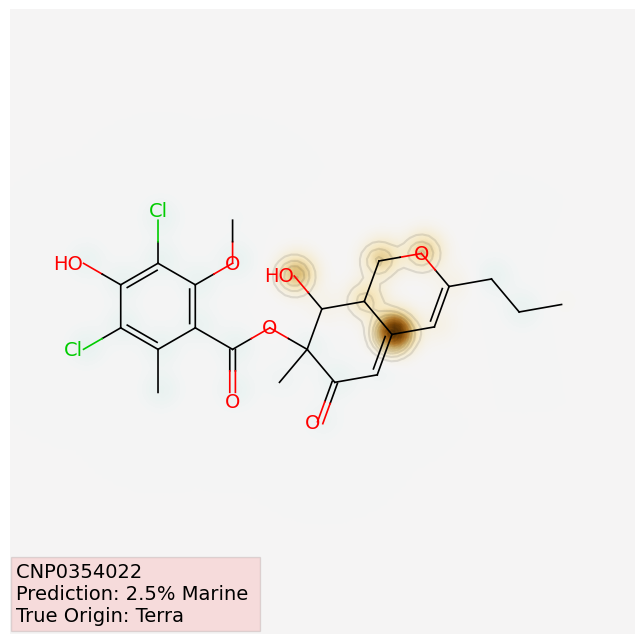 Cl
HO
O
HO
O
O
Cl
O
O
CNP0354022
Prediction: 2.5% Marine
True Origin: Terra